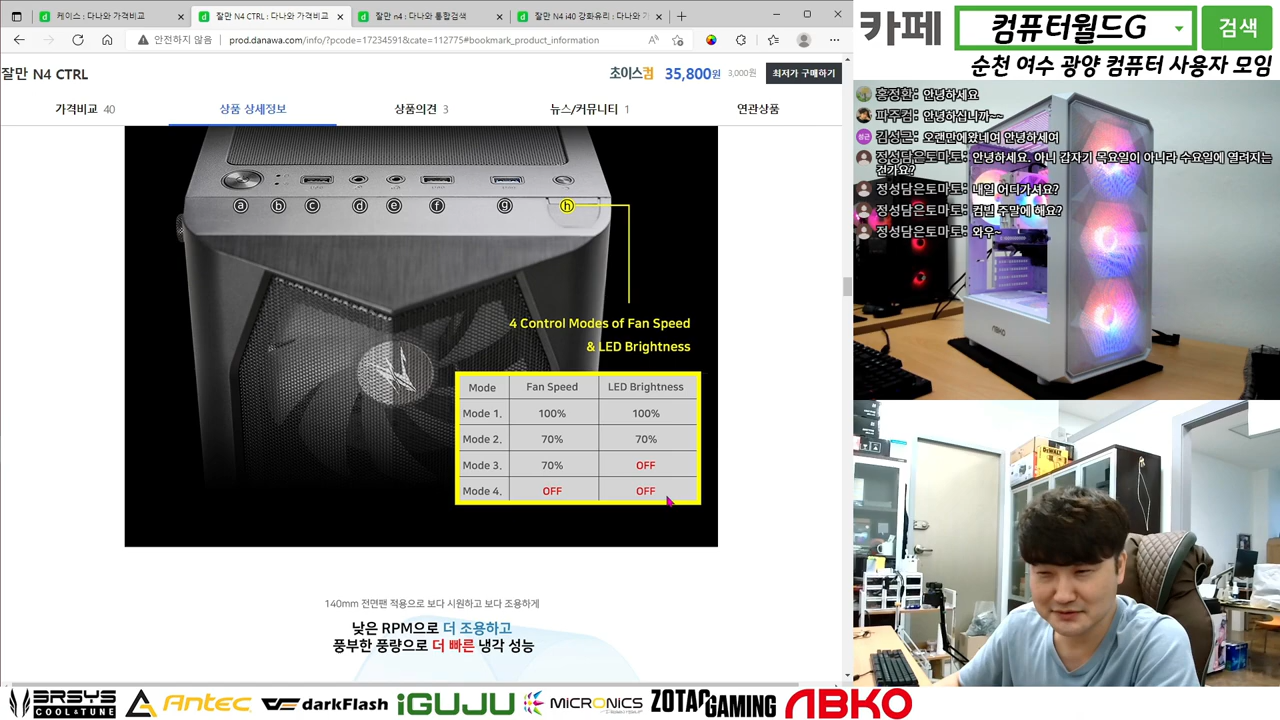 케이스 : 다나와 가격비교
잘만 N4 CTRL : 다나와 가격비교
잘만 n4 : 다나와 통합검색
잘만 N4 i40 강화유리 : 다나와 가
안전하지 않음
prod.danawa.com/info/?pcode=17234591&cate=112775#bookmark_product_information
잘만 N4 CTRL
초이스컴 35,800원 3,000원 최저가 구매하기
가격비교 40
상품 상세정보
상품의견 3
뉴스/커뮤니티 1
연관상품
a b c d e f g h
4 Control Modes of Fan Speed
& LED Brightness
Mode Fan Speed LED Brightness
Mode 1. 100% 100%
Mode 2. 70% 70%
Mode 3. 70% OFF
Mode 4. OFF OFF
140mm 전면팬 적용으로 보다 시원하고 보다 조용하게
낮은 RPM으로 더 조용하고
풍부한 풍량으로 더 빠른 냉각 성능
카페 컴퓨터월드G 검색
순천 여수 광양 컴퓨터 사용자 모임
홍정환: 안녕하세요
파주컴: 안녕하십니까~~
성근 김성근: 오랜만에왔네여 안녕하세여
정성담은토마토: 안녕하세요. 아니 갑자기 목요일이 아니라 수요일에 열려지는
건가요?
정성담은토마토: 내일 어디가셔요?
정성담은토마토: 컴빌 주말에 해요?
정성담은토마토: 와우~
ABKO
DEWALT
3RSYS
COOL&TUNE
Antec
darkFlash
iGUJU
MICRONICS
ZOTAC GAMING
ABKO